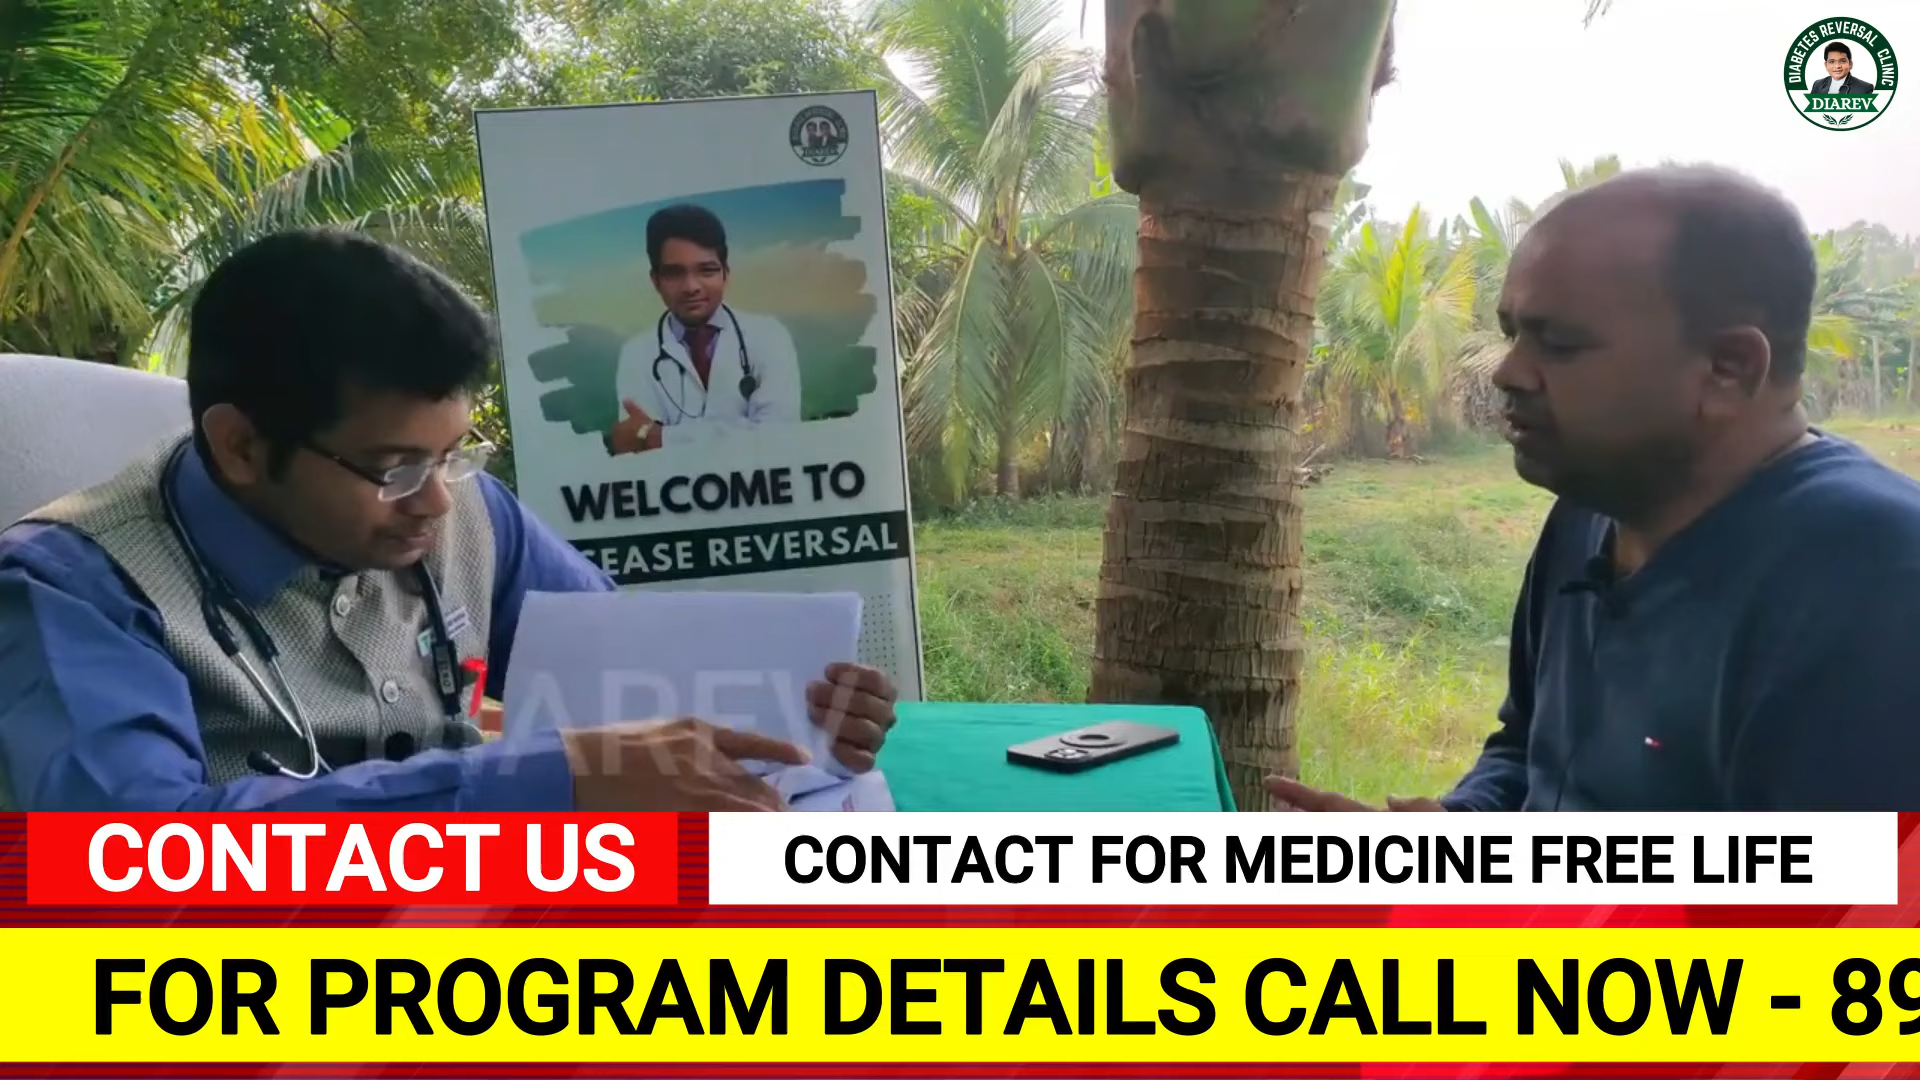 DIABETES REVERSAL CLINIC
DIAREV
WELCOME TO
EASE REVERSAL
DIAREV
CONTACT US
CONTACT FOR MEDICINE FREE LIFE
FOR PROGRAM DETAILS CALL NOW - 89